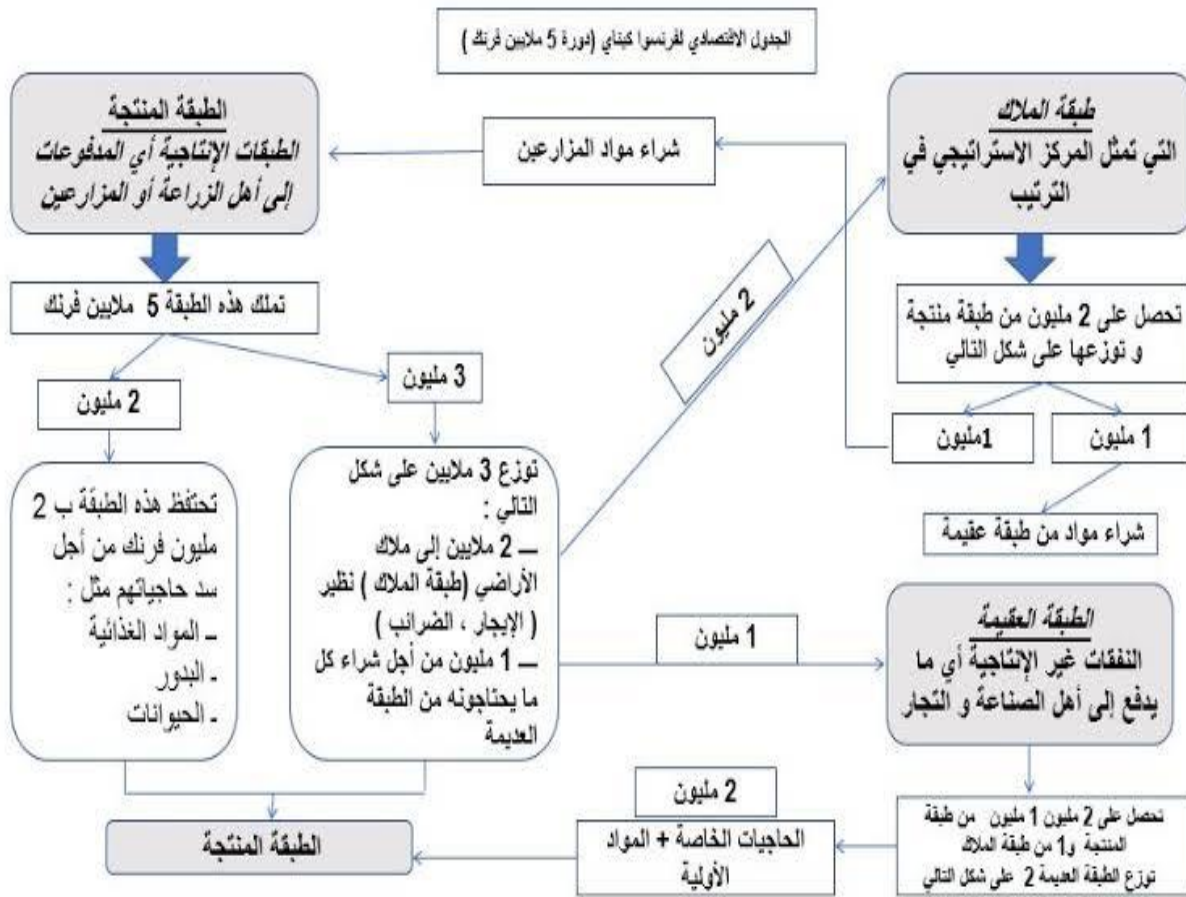 الجدول الاقتصادي لفرنسوا كيناي (دورة 5 ملايين فرنك )
طبقة الملاك
التي تمثل المركز الاستراتيجي في
الترتيب
شراء مواد المزارعين
الطبقة المنتجة
الطبقات الإنتاجية أي المدفوعات
إلى أهل الزراعة أو المزارعين
تملك هذه الطبقة 5 ملايين فرنك
3 مليون
2 مليون
2 مليون
تحصل على 2 مليون من طبقة منتجة
و توزعها على شكل التالي
1 مليون
1مليون
شراء مواد من طبقة عقيمة
توزع 3 ملايين على شكل
التالي :
ــ 2 ملايين إلى ملاك
الأراضي (طبقة الملاك ) نظير
( الإيجار ، الضرائب )
ــ 1 مليون من أجل شراء كل
ما يحتاجونه من الطبقة
العديمة
تحتفظ هذه الطبقة ب 2
مليون فرنك من أجل
سد حاجياتهم مثل :
ـ المواد الغذائية
ـ البدور
ـ الحيوانات
1 مليون
الطبقة العقيمة
النفقات غير الإنتاجية أي ما
يدفع إلى أهل الصناعة و التجار
تحصل على 2 مليون 1 مليون من طبقة
المنتجة و1 من طبقة الملاك
توزع الطبقة العديمة 2 على شكل التالي
2 مليون
الحاجيات الخاصة + المواد
الأولية
الطبقة المنتجة